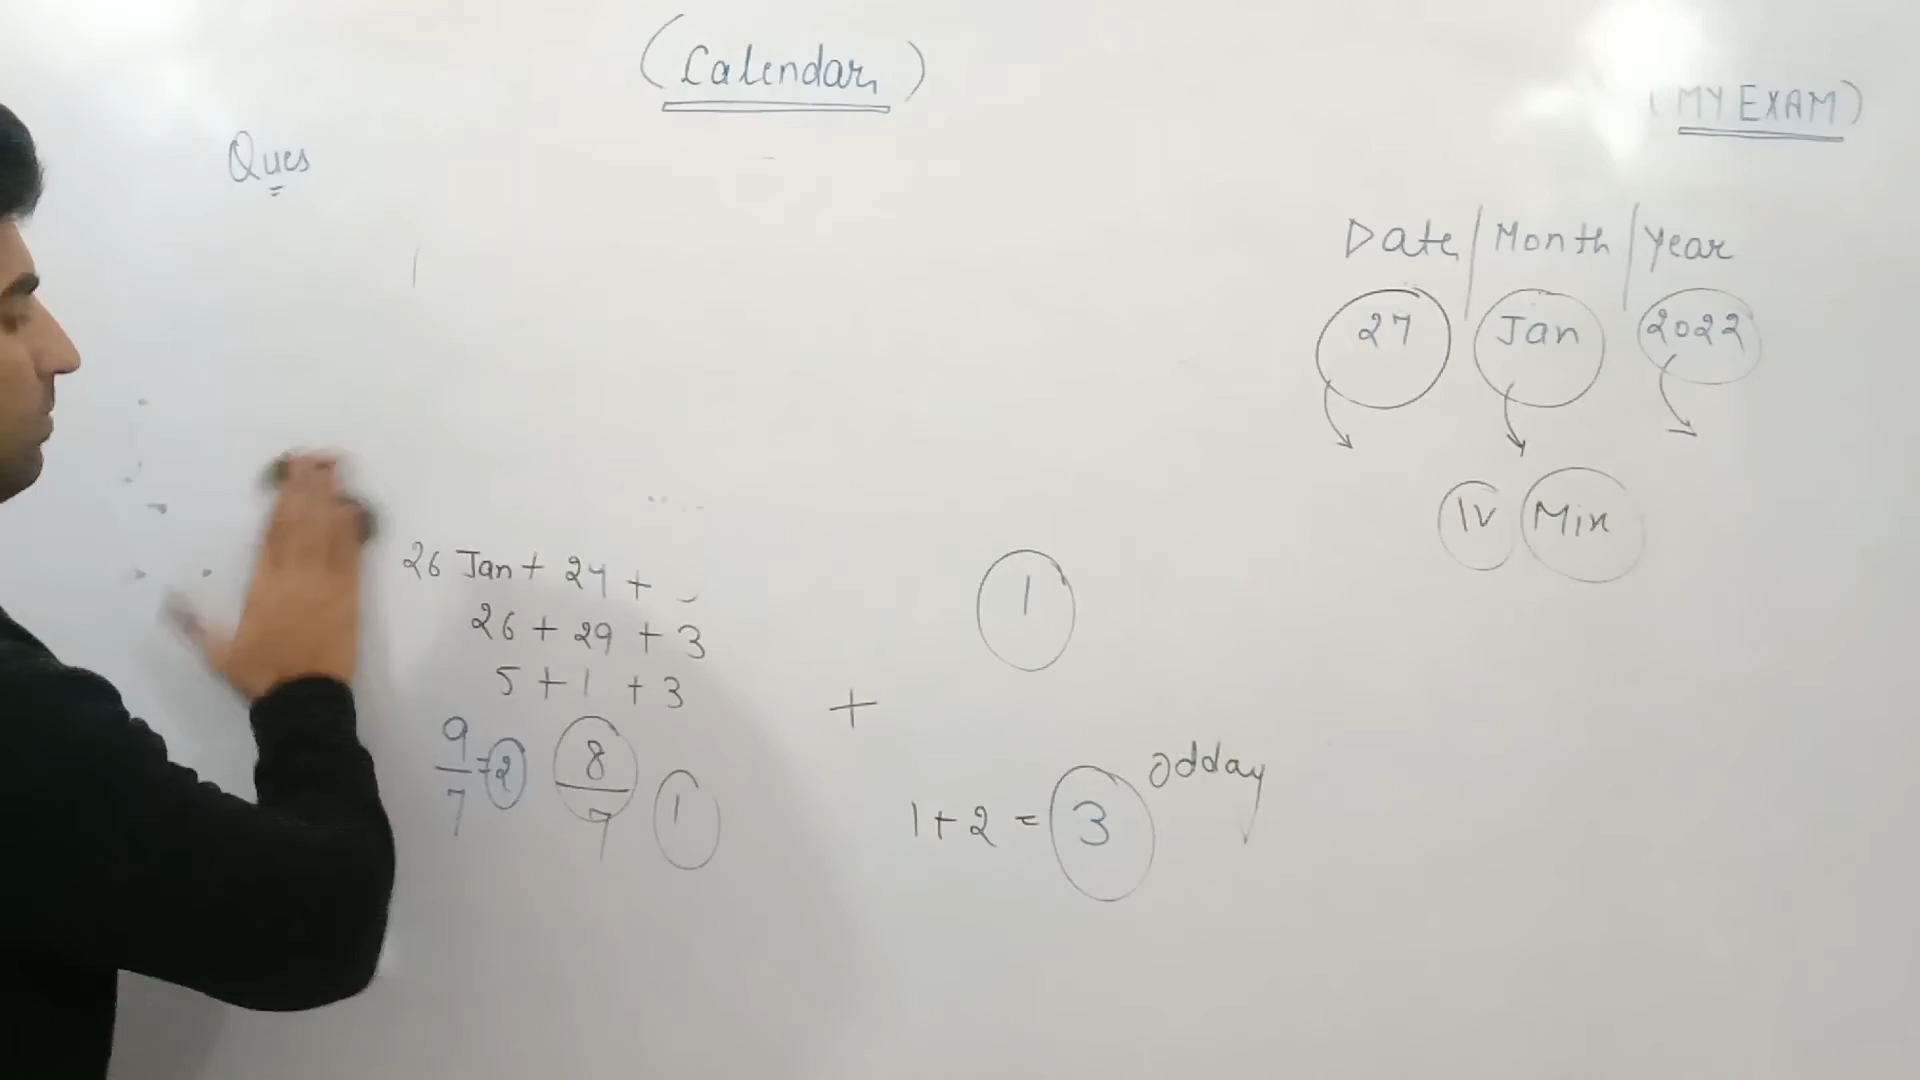 (Calendar)
(MY EXAM)
Ques
Date / Month / Year
27 Jan 2022
IV Mix
26 Jan + 29 +
26 + 29 + 3
5 + 1 + 3
9/7 = 2 8/7 1
1
+
1 + 2 = 3 odday